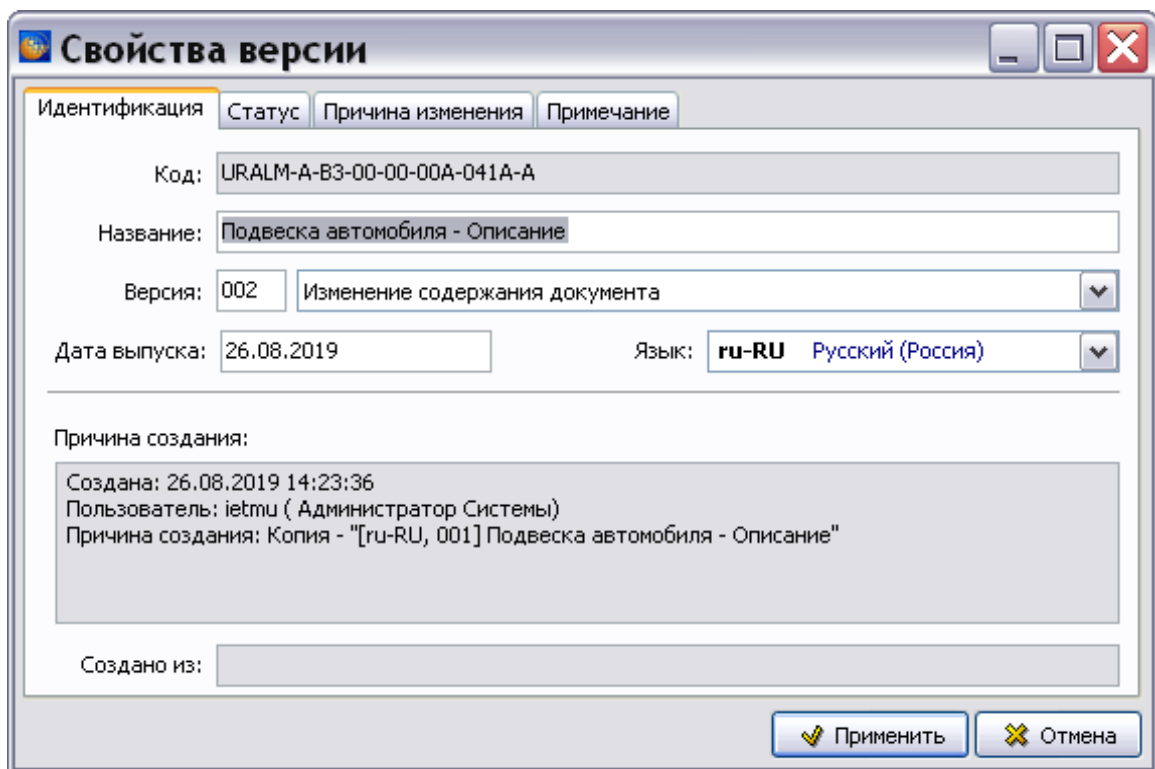 Свойства версии
Идентификация Статус Причина изменения Примечание
Код: URALM-A-B3-00-00-00A-041A-A
Название: Подвеска автомобиля - Описание
Версия: 002 Изменение содержания документа
Дата выпуска: 26.08.2019 Язык: ru-RU Русский (Россия)
Причина создания:
Создана: 26.08.2019 14:23:36
Пользователь: ietmu ( Администратор Системы)
Причина создания: Копия - "[ru-RU, 001] Подвеска автомобиля - Описание"
Создано из:
Применить Отмена